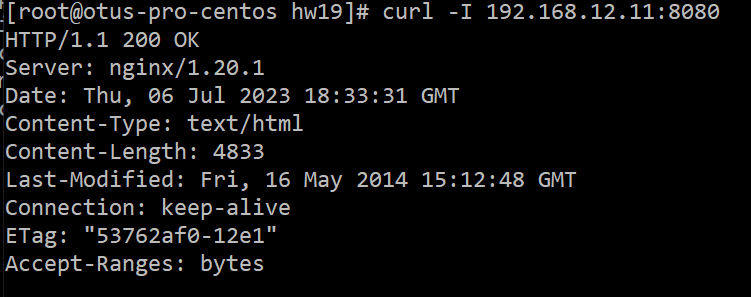 [root@otus-pro-centos hw19]# curl -I 192.168.12.11:8080
HTTP/1.1 200 OK
Server: nginx/1.20.1
Date: Thu, 06 Jul 2023 18:33:31 GMT
Content-Type: text/html
Content-Length: 4833
Last-Modified: Fri, 16 May 2014 15:12:48 GMT
Connection: keep-alive
ETag: "53762af0-12e1"
Accept-Ranges: bytes